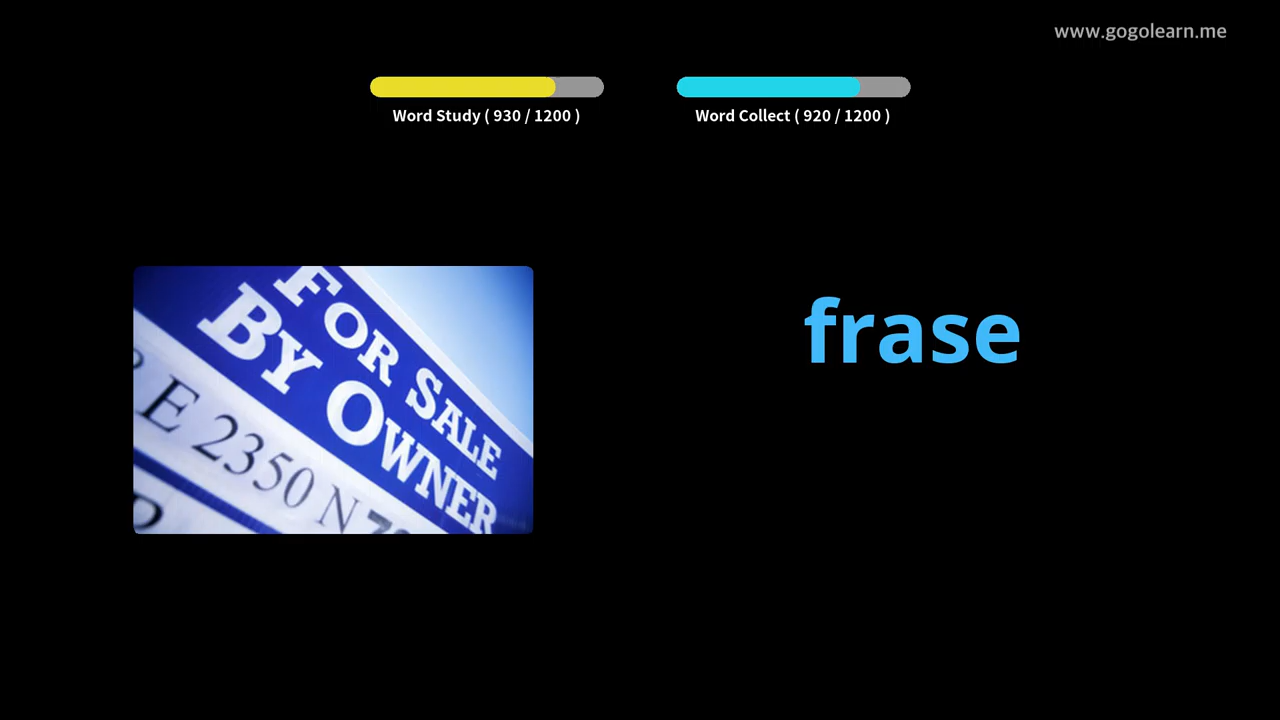 www.gogolearn.me
Word Study ( 930 / 1200 )
Word Collect ( 920 / 1200 )
FOR SALE
BY OWNER
E 2350 N
frase